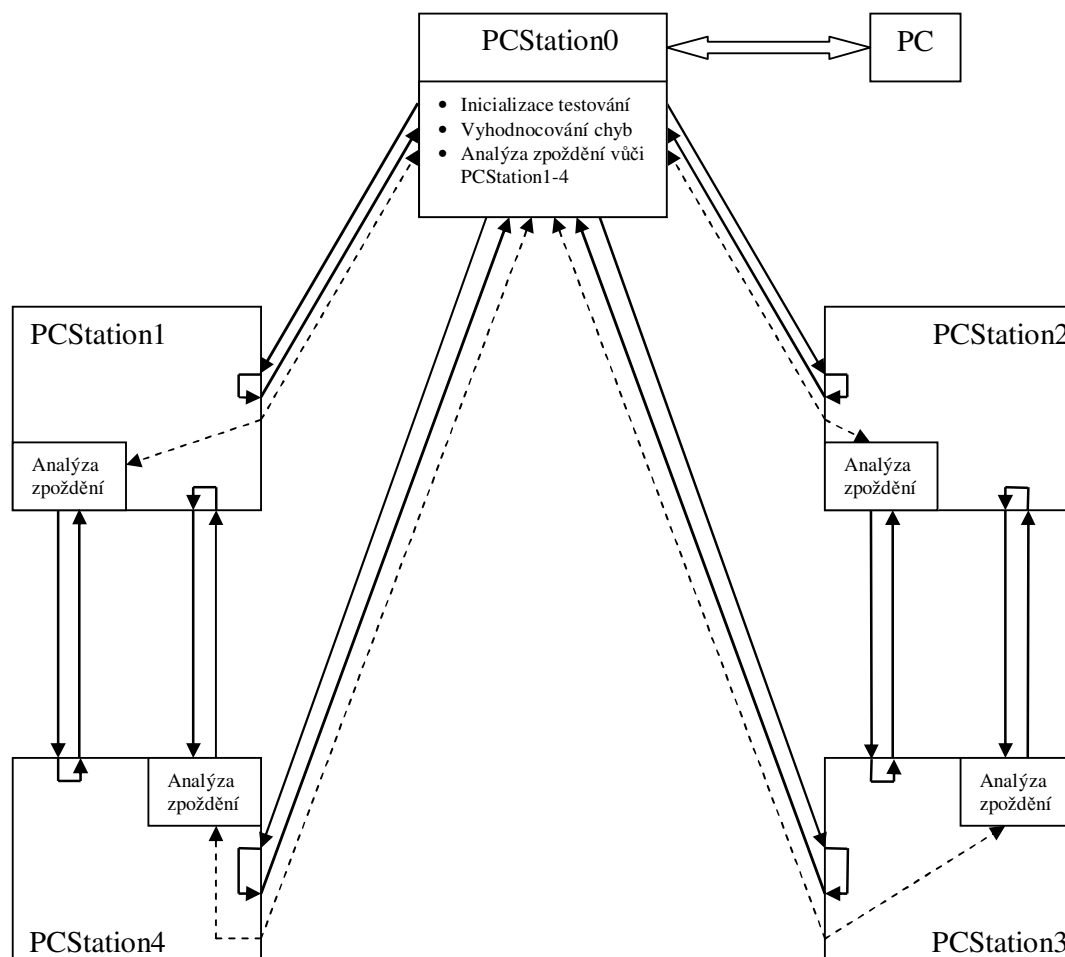 PCStation0
PC
• Inicializace testování
• Vyhodnocování chyb
• Analýza zpoždění vůči
PCStation1-4
PCStation1
PCStation2
Analýza
zpoždění
Analýza
zpoždění
Analýza
zpoždění
Analýza
zpoždění
PCStation4
PCStation3